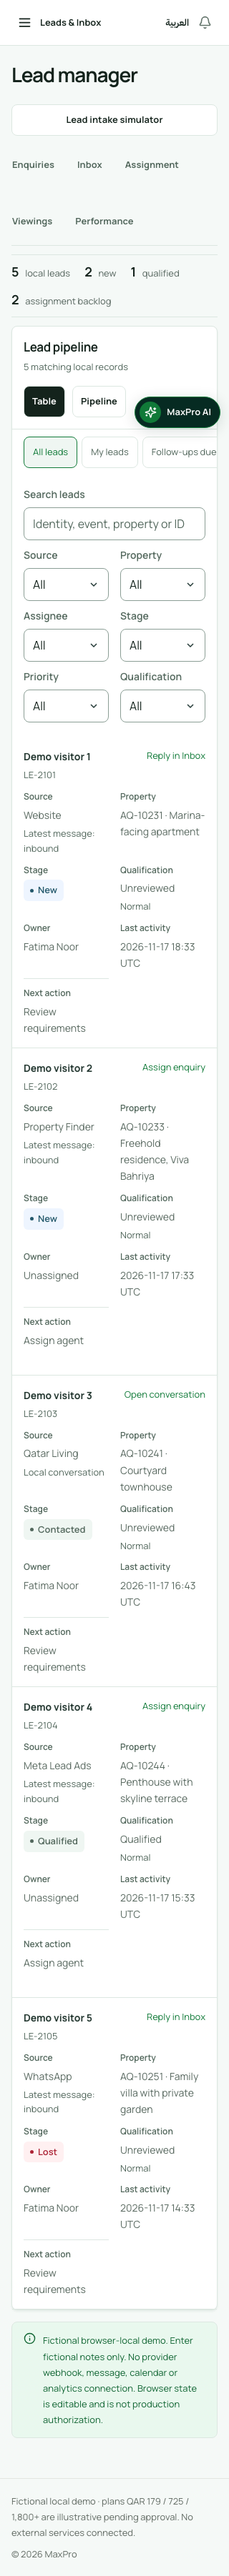 Leads & Inbox
العربية
Lead manager
Lead intake simulator
Enquiries
Inbox
Assignment
Viewings
Performance
5 local leads
2 new
1 qualified
2 assignment backlog
Lead pipeline
5 matching local records
Table
Pipeline
MaxPro AI
All leads
My leads
Follow-ups due
Search leads
Identity, event, property or ID
Source
Property
All
All
Assignee
Stage
All
All
Priority
Qualification
All
All
Demo visitor 1
Reply in Inbox
LE-2101
Source
Property
Website
AQ-10231 · Marina-
facing apartment
Latest message:
inbound
Stage
Qualification
New
Unreviewed
Normal
Owner
Last activity
Fatima Noor
2026-11-17 18:33
UTC
Next action
Review
requirements
Demo visitor 2
Assign enquiry
LE-2102
Source
Property
Property Finder
AQ-10233 ·
Freehold
residence, Viva
Bahriya
Latest message:
inbound
Stage
Qualification
New
Unreviewed
Normal
Owner
Last activity
Unassigned
2026-11-17 17:33
UTC
Next action
Assign agent
Demo visitor 3
Open conversation
LE-2103
Source
Property
Qatar Living
AQ-10241 ·
Courtyard
townhouse
Local conversation
Stage
Qualification
Contacted
Unreviewed
Normal
Owner
Last activity
Fatima Noor
2026-11-17 16:43
UTC
Next action
Review
requirements
Demo visitor 4
Assign enquiry
LE-2104
Source
Property
Meta Lead Ads
AQ-10244 ·
Penthouse with
skyline terrace
Latest message:
inbound
Stage
Qualification
Qualified
Qualified
Normal
Owner
Last activity
Unassigned
2026-11-17 15:33
UTC
Next action
Assign agent
Demo visitor 5
Reply in Inbox
LE-2105
Source
Property
WhatsApp
AQ-10251 · Family
villa with private
garden
Latest message:
inbound
Stage
Qualification
Lost
Unreviewed
Normal
Owner
Last activity
Fatima Noor
2026-11-17 14:33
UTC
Next action
Review
requirements
Fictional browser-local demo. Enter
fictional notes only. No provider
webhook, message, calendar or
analytics connection. Browser state
is editable and is not production
authorization.
Fictional local demo · plans QAR 179 / 725 /
1,800+ are illustrative pending approval. No
external services connected.
© 2026 MaxPro